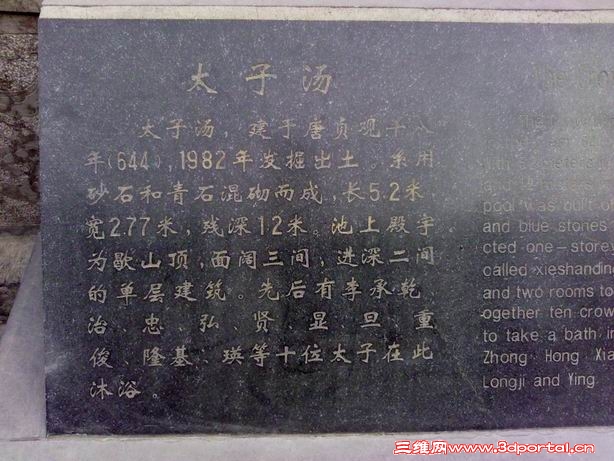 太子汤
太子汤，建于唐贞观十八
年(644)，1982年发掘出土。系用
砂石和青石混砌而成，长5.2米
宽2.77米，残深1.2米。池上殿宇
为歇山顶，面阔三间，进深二间
的单层建筑。先后有李承乾、
治、忠、弘、贤、显、旦、重
俊、隆基、瑛等十位太子在此
沐浴。
pool was built o
and blue stones
cted one-storey
called xieshandin
and two rooms to
ogether ten crow
to take a bath in
Zhong Hong Xia
Longji and Ying
三维网www.3dportal.cn